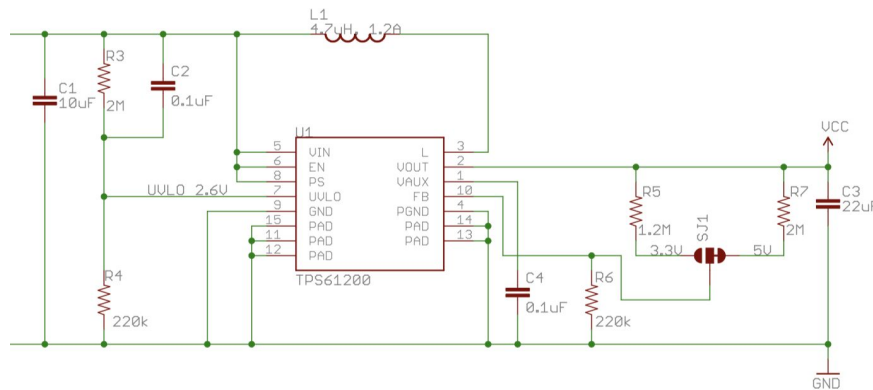 L1
4.7uH, 1.2A
R3
2M
C2
0.1uF
C1
10uF
U1
5 VIN
6 EN
8 PS
7 UVLO
9 GND
15 PAD
11 PAD
12 PAD
L 3
VOUT 2
VAUX 1
FB 10
PGND 4
PAD 14
PAD 13
TPS61200
UVLO 2.6V
R4
220k
C4
0.1uF
R6
220k
R5
1.2M
3.3V
SJ1
5V
R7
2M
VCC
C3
22uF
GND